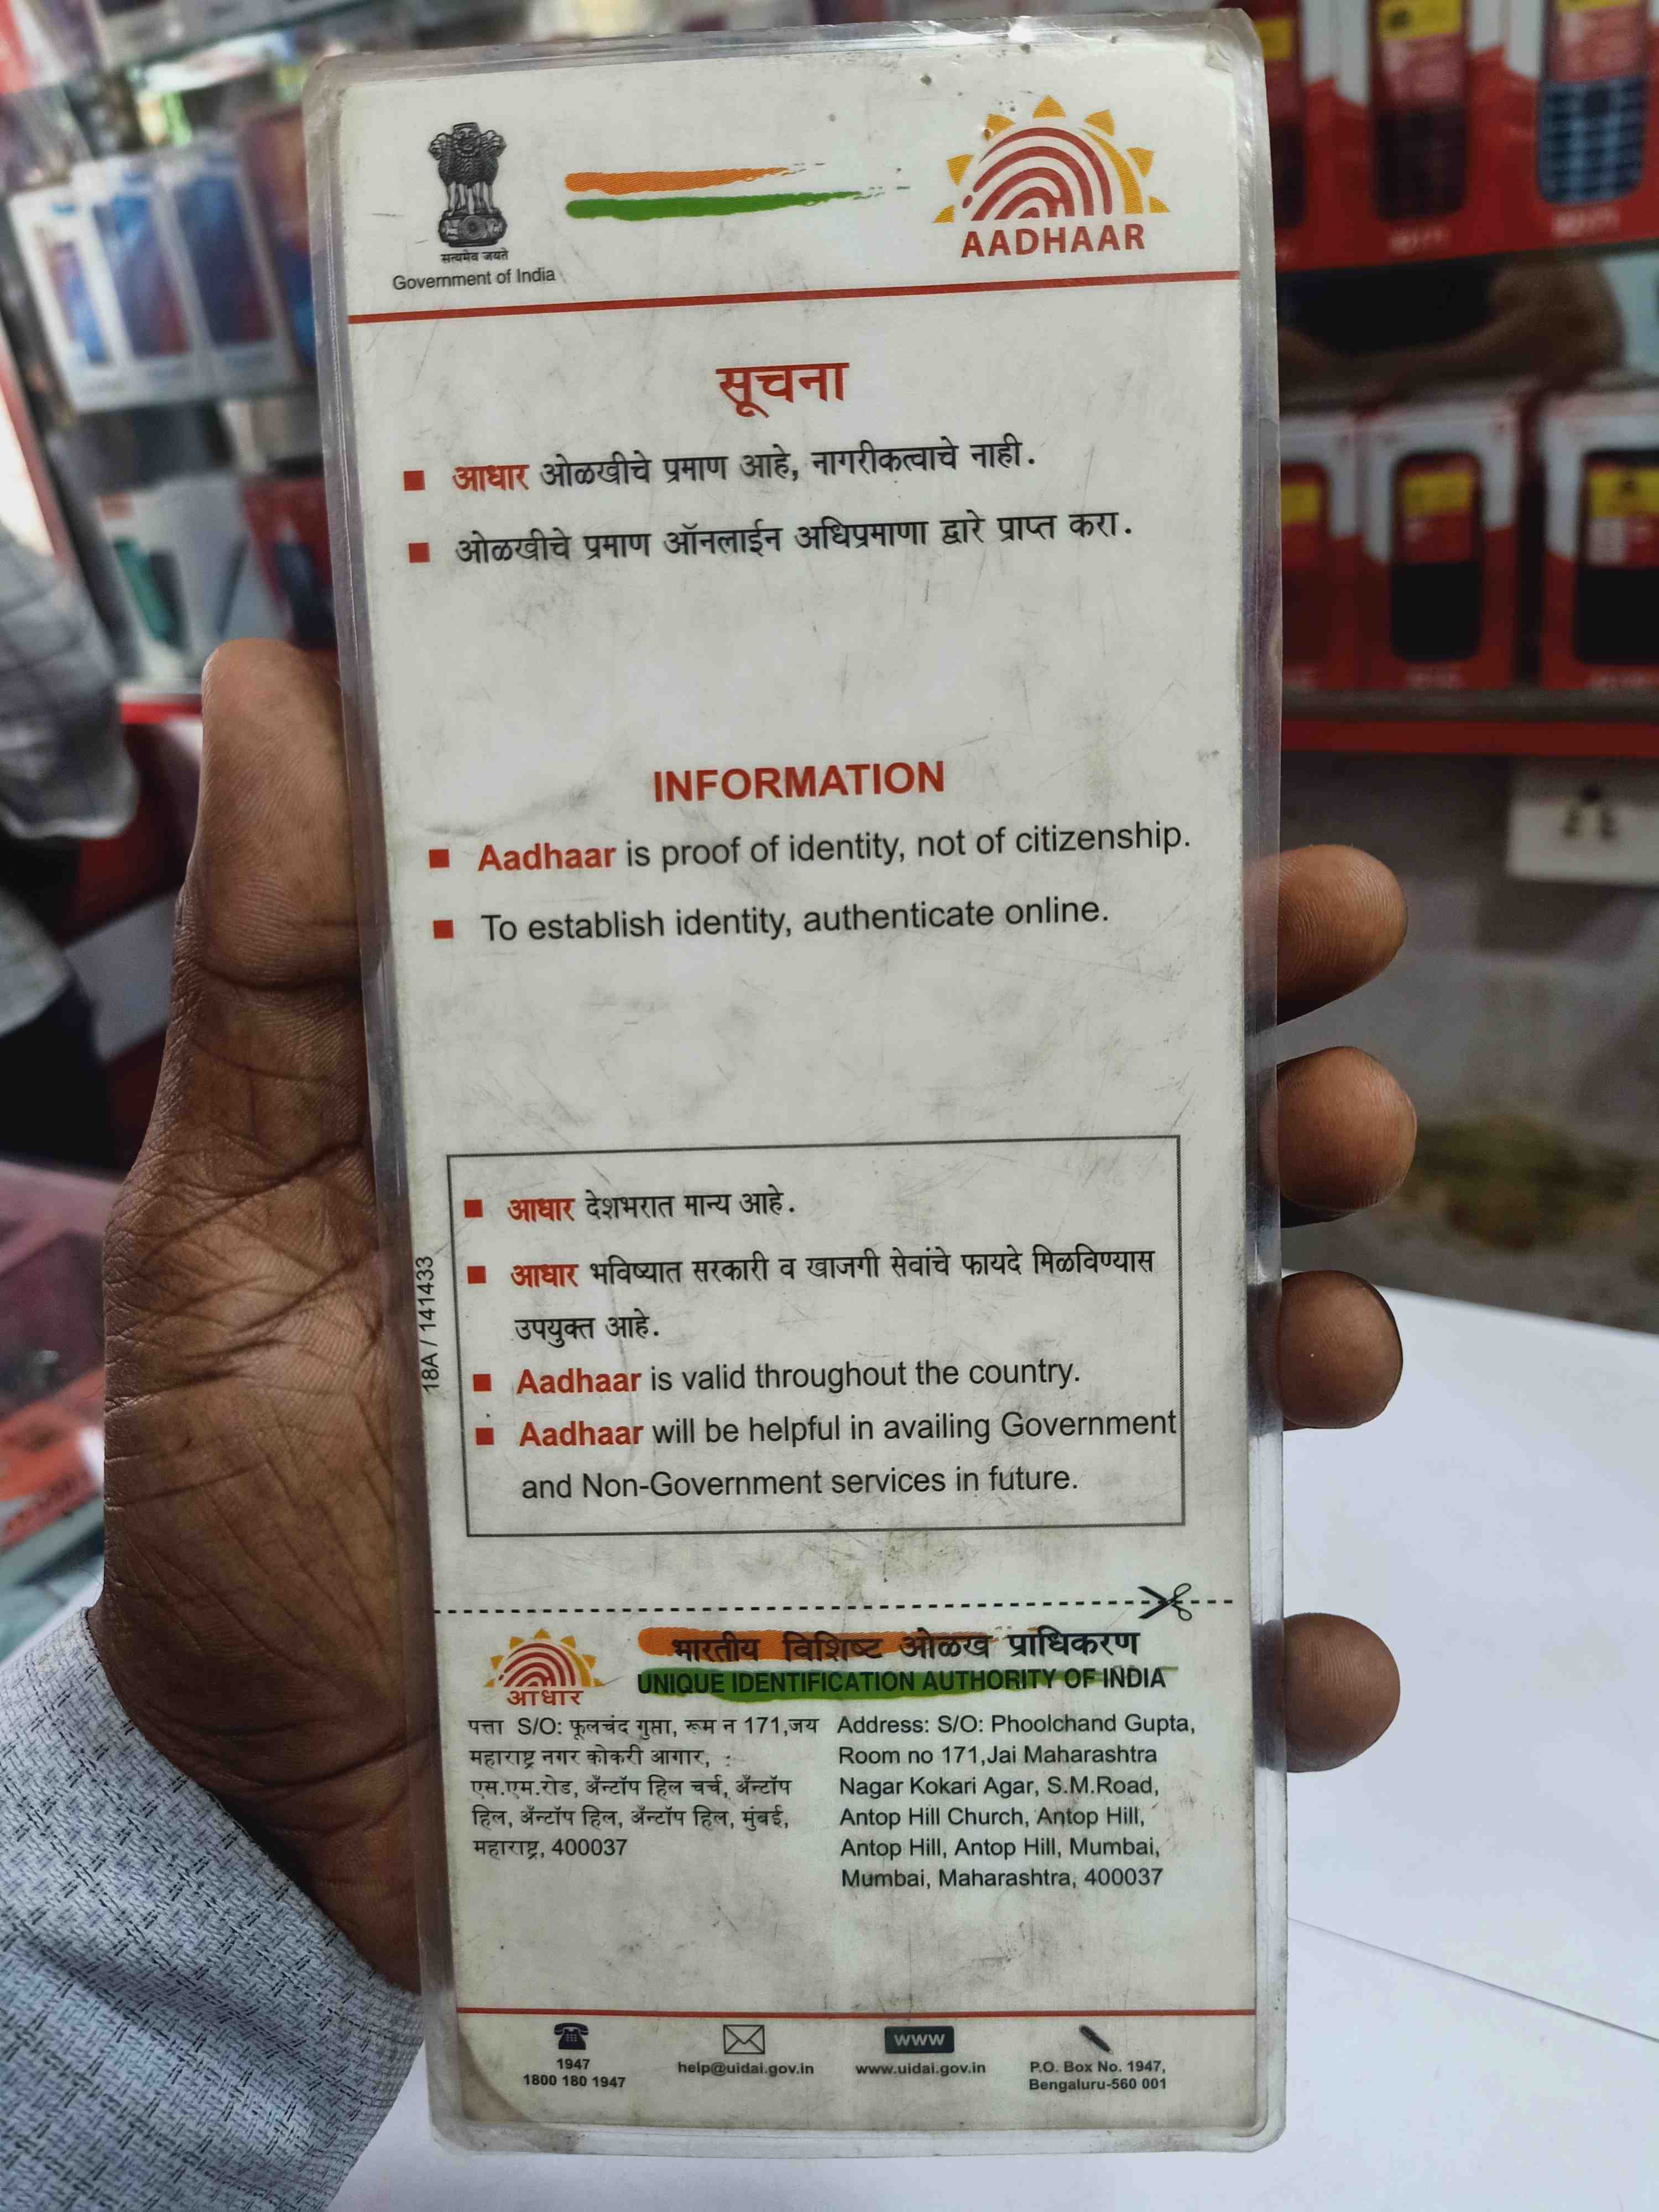 सत्यमेव जयते
Government of India
AADHAAR
सूचना
आधार ओळखीचे प्रमाण आहे, नागरीकत्वाचे नाही.
ओळखीचे प्रमाण ऑनलाईन अधिप्रमाणा द्वारे प्राप्त करा.
INFORMATION
Aadhaar is proof of identity, not of citizenship.
To establish identity, authenticate online.
18A / 141433
आधार देशभरात मान्य आहे.
आधार भविष्यात सरकारी व खाजगी सेवांचे फायदे मिळविण्यास
उपयुक्त आहे.
Aadhaar is valid throughout the country.
Aadhaar will be helpful in availing Government
and Non-Government services in future.
आधार
भारतीय विशिष्ट ओळख प्राधिकरण
UNIQUE IDENTIFICATION AUTHORITY OF INDIA
पत्ता S/O: फूलचंद गुप्ता, रूम न 171,जय
महाराष्ट्र नगर कोकरी आगार,
एस.एम.रोड, अँन्टॉप हिल चर्च, अँन्टॉप
हिल, अँन्टॉप हिल, अँन्टॉप हिल, मुंबई,
महाराष्ट्र, 400037
Address: S/O: Phoolchand Gupta,
Room no 171,Jai Maharashtra
Nagar Kokari Agar, S.M.Road,
Antop Hill Church, Antop Hill,
Antop Hill, Antop Hill, Mumbai,
Mumbai, Maharashtra, 400037
1947
1800 180 1947
help@uidai.gov.in
www
www.uidai.gov.in
P.O. Box No. 1947,
Bengaluru-560 001